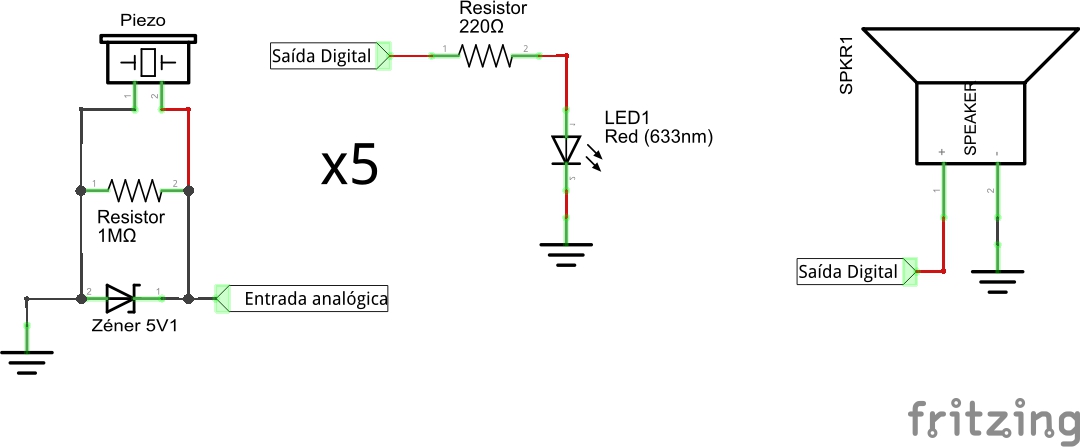 Piezo
1
2
1
2
Resistor
1MΩ
2
1
Zéner 5V1
Entrada analógica
x5
Saída Digital
Resistor
220Ω
1
2
LED1
Red (633nm)
SPKR1
SPEAKER
+
-
1
2
Saída Digital
fritzing